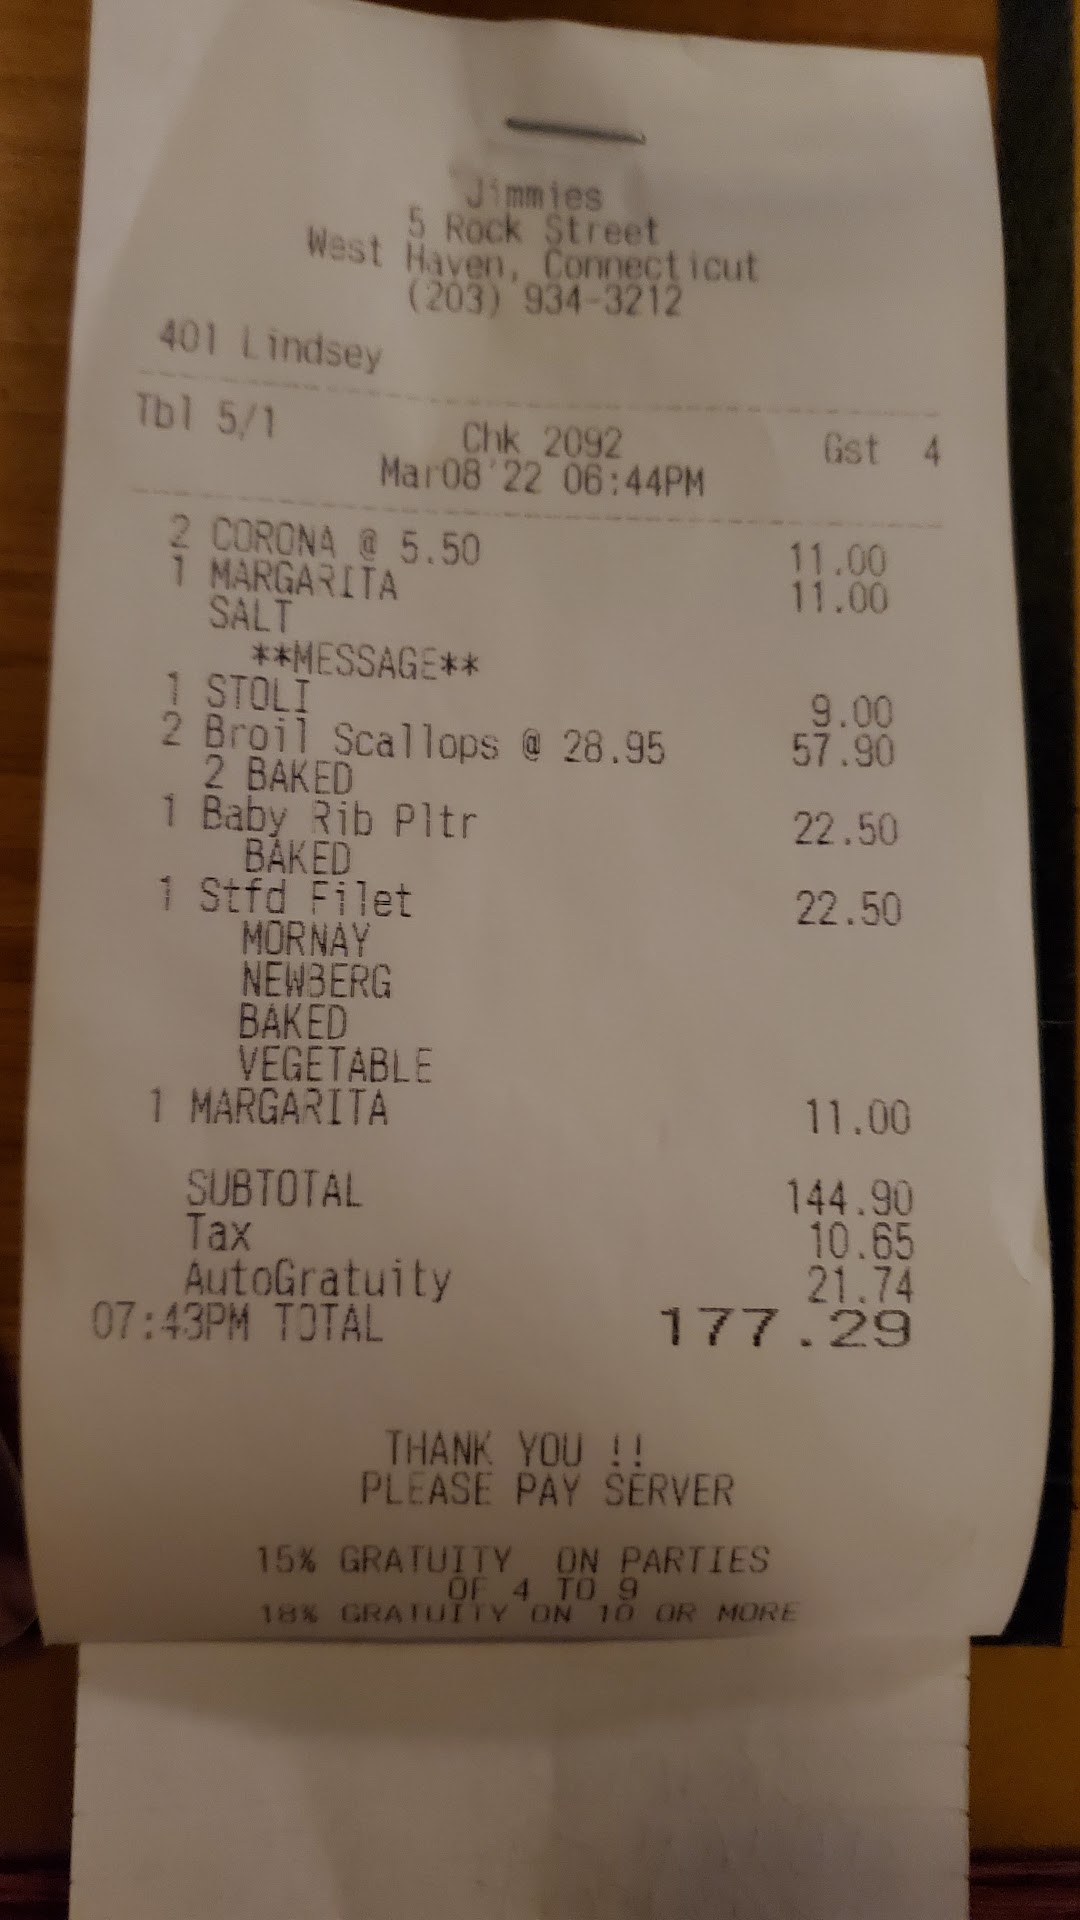 Jimmies
5 Rock Street
West Haven, Connecticut
(203) 934-3212
401 Lindsey
Tbl 5/1 Chk 2092 Gst 4
Mar08'22 06:44PM
2 CORONA @ 5.50 11.00
1 MARGARITA 11.00
SALT
**MESSAGE**
1 STOLI 9.00
2 Broil Scallops @ 28.95 57.90
2 BAKED
1 Baby Rib Pltr 22.50
BAKED
1 Stfd Filet 22.50
MORNAY
NEWBERG
BAKED
VEGETABLE
1 MARGARITA 11.00
SUBTOTAL 144.90
Tax 10.65
AutoGratuity 21.74
07:43PM TOTAL 177.29
THANK YOU !!
PLEASE PAY SERVER
15% GRATUITY ON PARTIES
OF 4 TO 9
18% GRATUITY ON 10 OR MORE